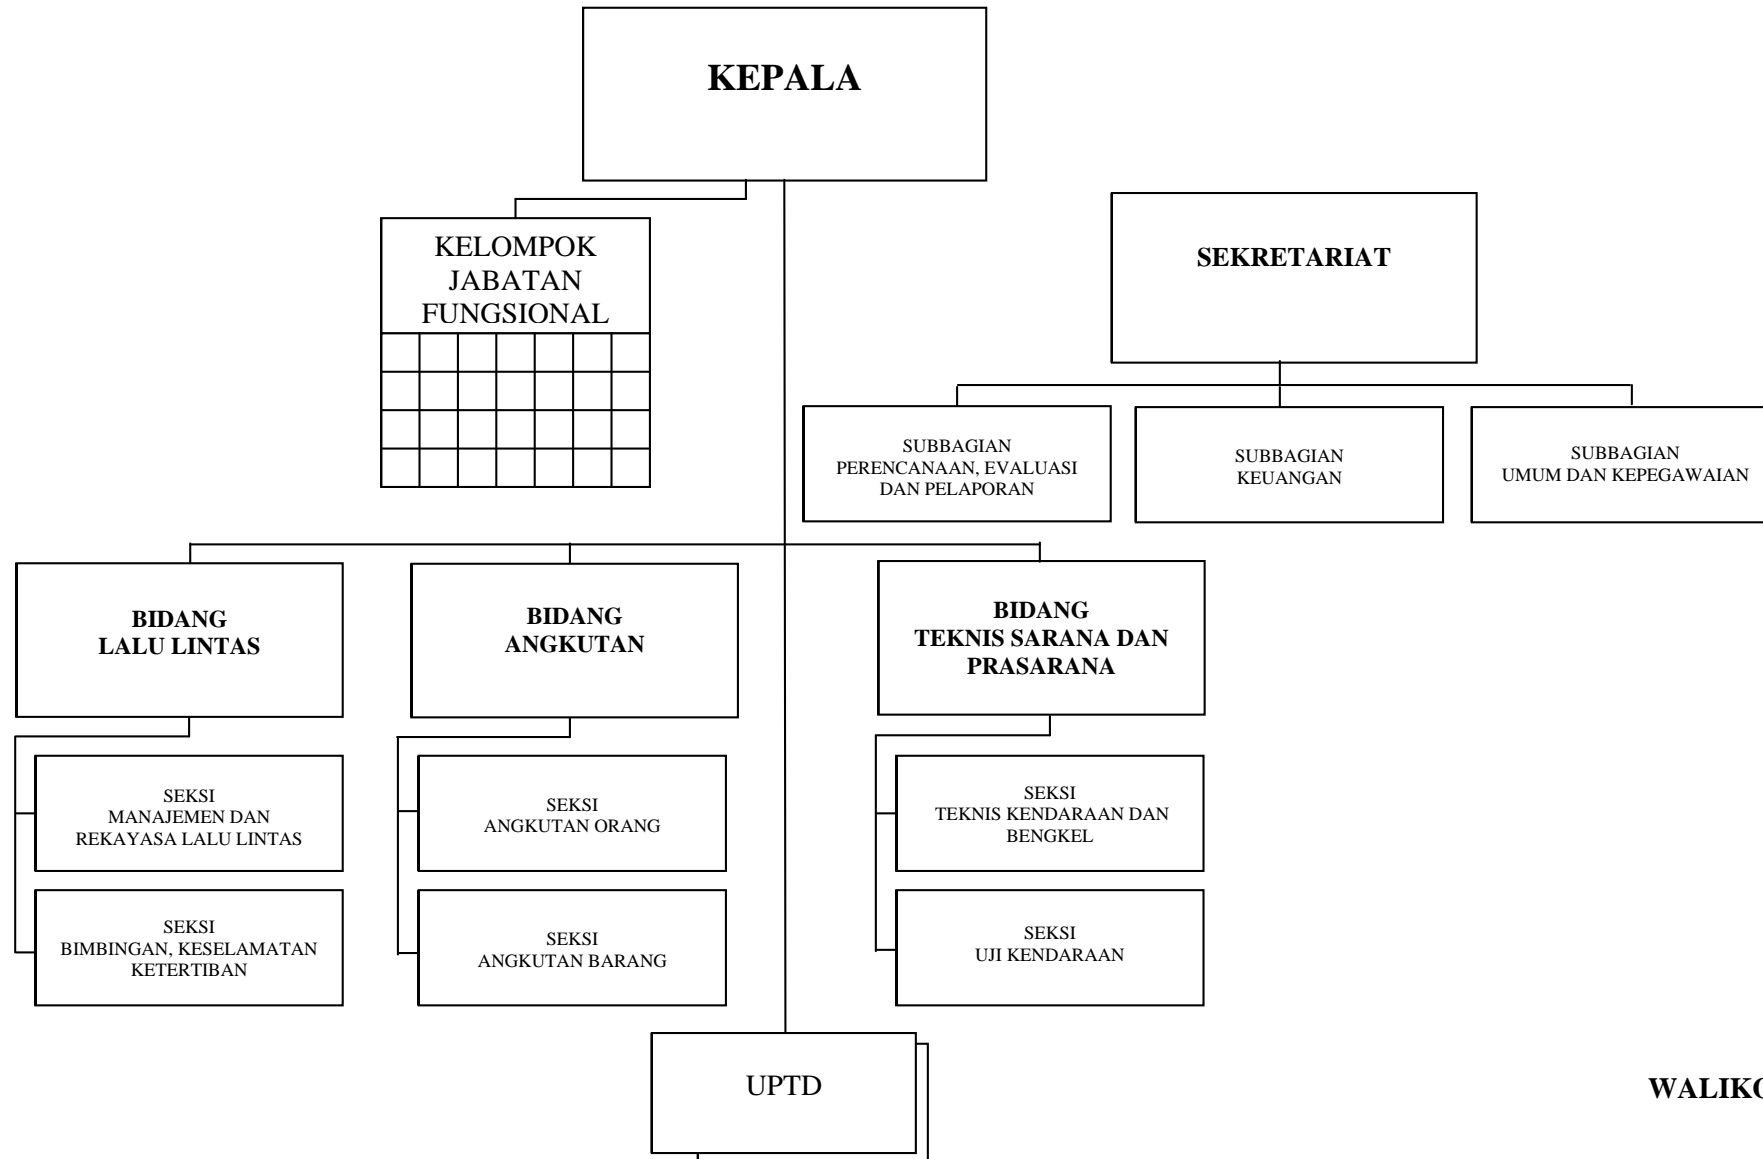 KEPALA
KELOMPOK
JABATAN
FUNGSIONAL
SEKRETARIAT
SUBBAGIAN
PERENCANAAN, EVALUASI
DAN PELAPORAN
SUBBAGIAN
KEUANGAN
SUBBAGIAN
UMUM DAN KEPEGAWAIAN
BIDANG
LALU LINTAS
BIDANG
ANGKUTAN
BIDANG
TEKNIS SARANA DAN
PRASARANA
SEKSI
MANAJEMEN DAN
REKAYASA LALU LINTAS
SEKSI
ANGKUTAN ORANG
SEKSI
TEKNIS KENDARAAN DAN
BENGKEL
SEKSI
BIMBINGAN, KESELAMATAN
KETERTIBAN
SEKSI
ANGKUTAN BARANG
SEKSI
UJI KENDARAAN
UPTD